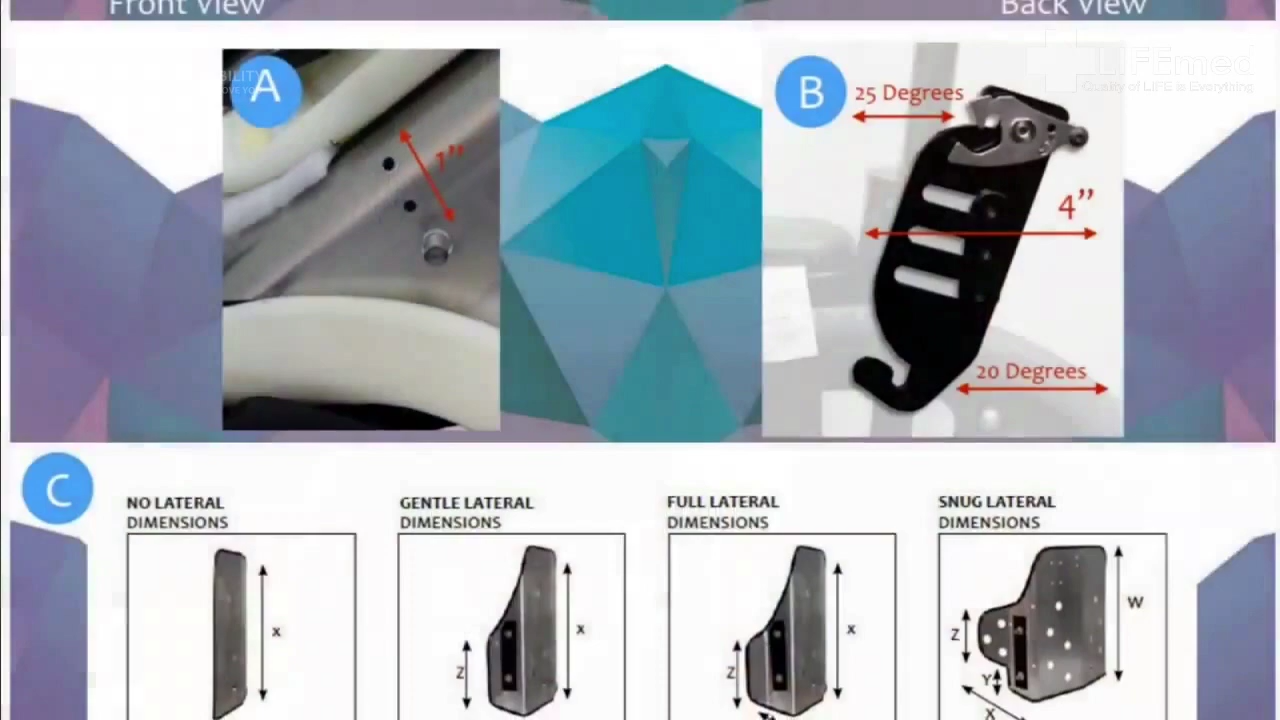 Front View
Back View
LIFEmed
Quality of LIFE is Everything
A
1"
B
25 Degrees
4"
20 Degrees
C
NO LATERAL
DIMENSIONS
GENTLE LATERAL
DIMENSIONS
FULL LATERAL
DIMENSIONS
SNUG LATERAL
DIMENSIONS
X
Z
X
Z
X
Z
W
Y
X